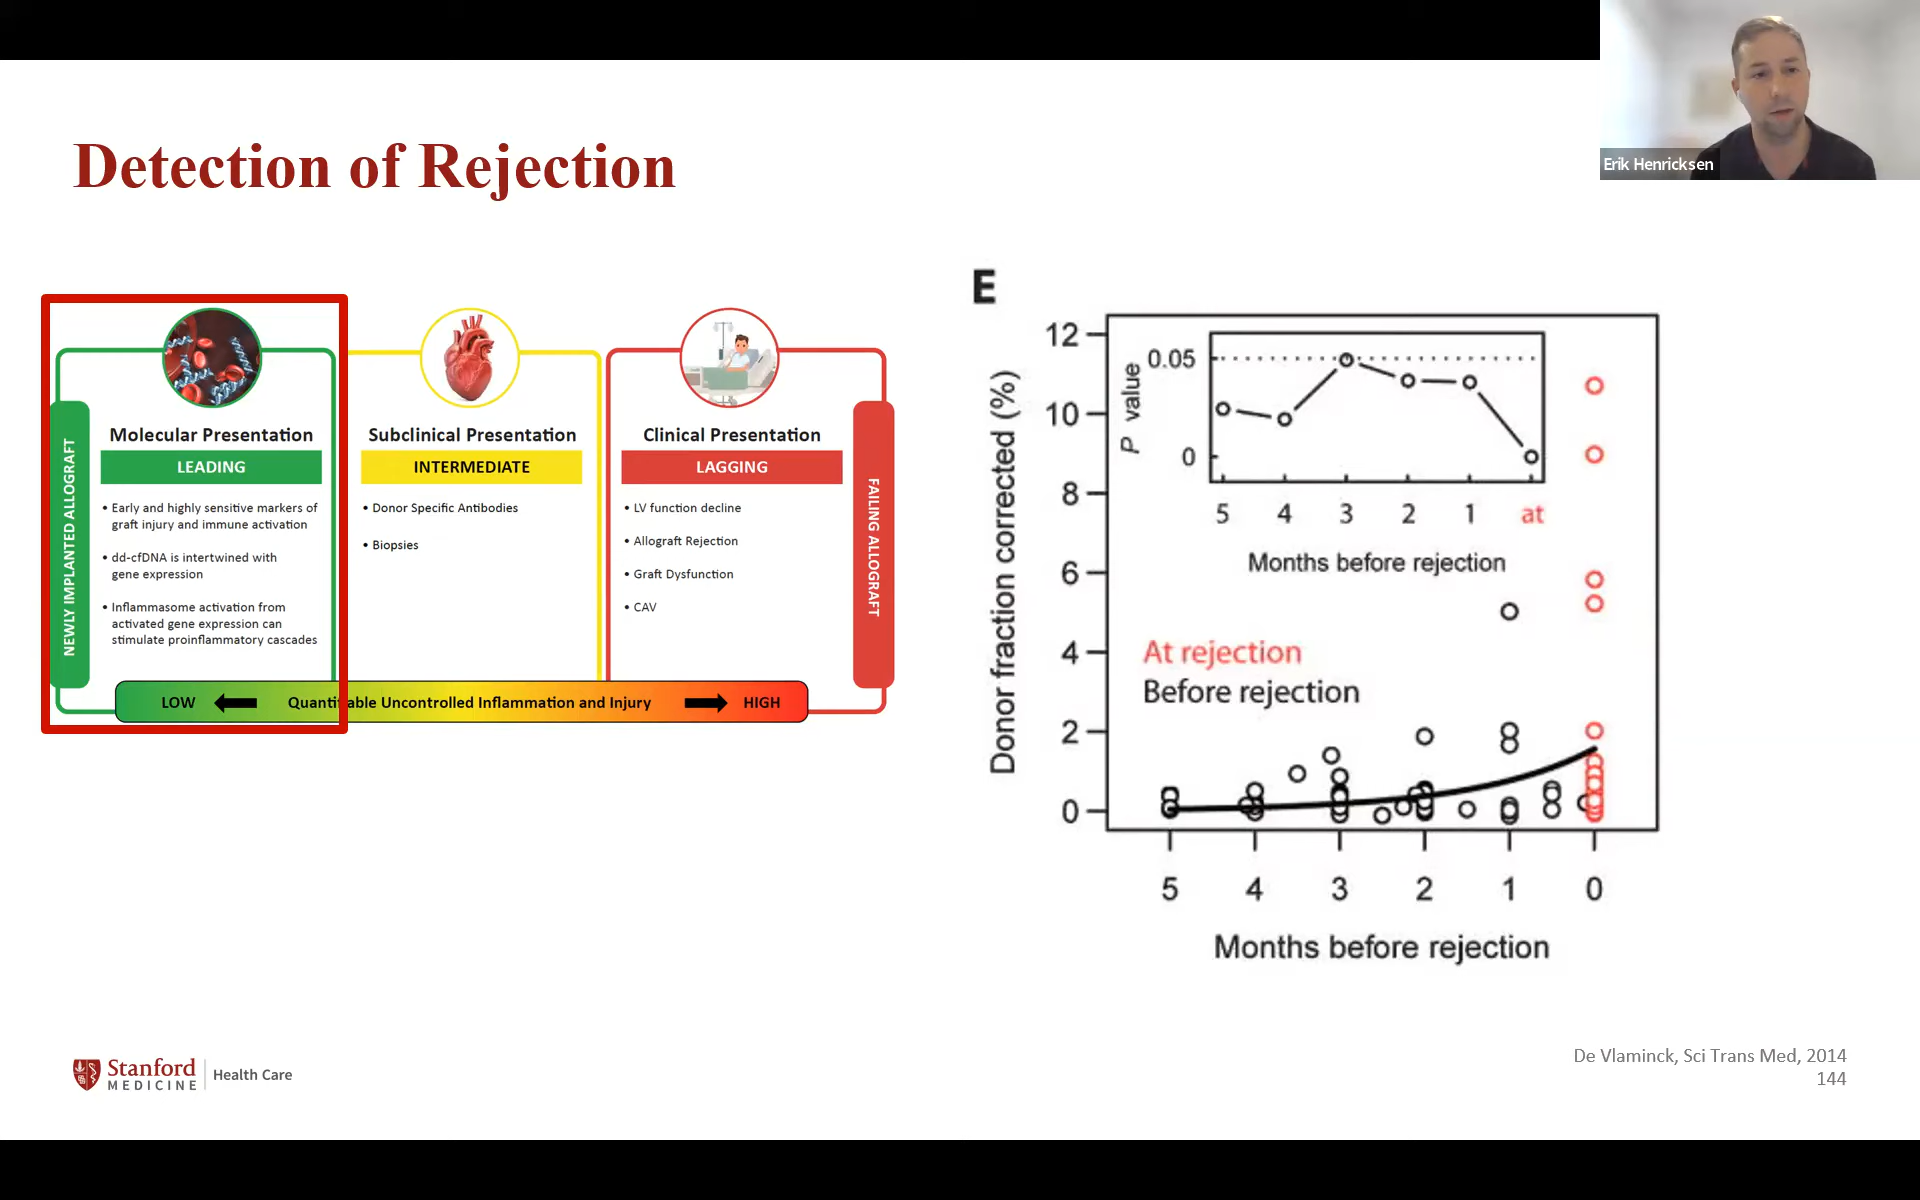 Erik Henricksen
Detection of Rejection
NEWLY IMPLANTED ALLOGRAFT
Molecular Presentation
LEADING
• Early and highly sensitive markers of
graft injury and immune activation
• dd-cfDNA is intertwined with
gene expression
• Inflammasome activation from
activated gene expression can
stimulate proinflammatory cascades
Subclinical Presentation
INTERMEDIATE
• Donor Specific Antibodies
• Biopsies
Clinical Presentation
LAGGING
• LV function decline
• Allograft Rejection
• Graft Dysfunction
• CAV
FAILING ALLOGRAFT
LOW Quantifiable Uncontrolled Inflammation and Injury HIGH
E
Donor fraction corrected (%)
12
10
8
6
4
2
0
P value
0.05
0
5 4 3 2 1 at
Months before rejection
At rejection
Before rejection
5 4 3 2 1 0
Months before rejection
Stanford
MEDICINE
Health Care
De Vlaminck, Sci Trans Med, 2014
144